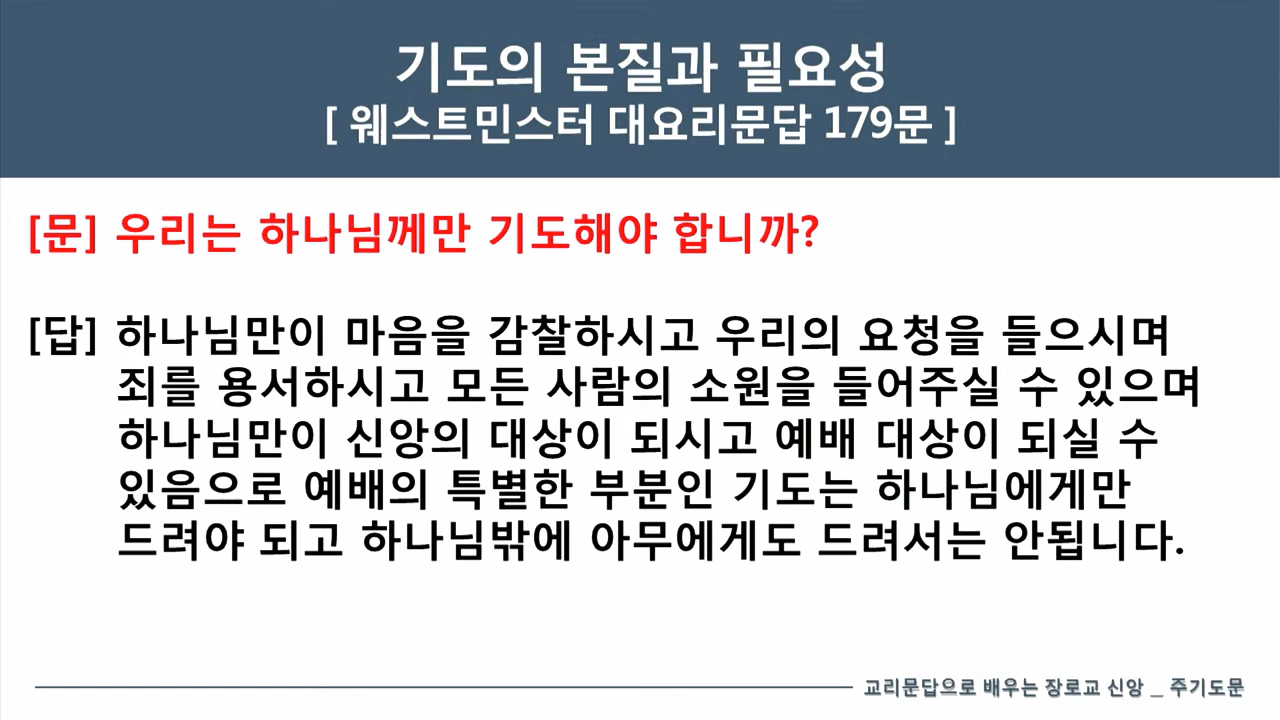 기도의 본질과 필요성
[ 웨스트민스터 대요리문답 179문 ]
[문] 우리는 하나님께만 기도해야 합니까?
[답] 하나님만이 마음을 감찰하시고 우리의 요청을 들으시며
죄를 용서하시고 모든 사람의 소원을 들어주실 수 있으며
하나님만이 신앙의 대상이 되시고 예배 대상이 되실 수
있음으로 예배의 특별한 부분인 기도는 하나님에게만
드려야 되고 하나님밖에 아무에게도 드려서는 안됩니다.
교리문답으로 배우는 장로교 신앙 _ 주기도문